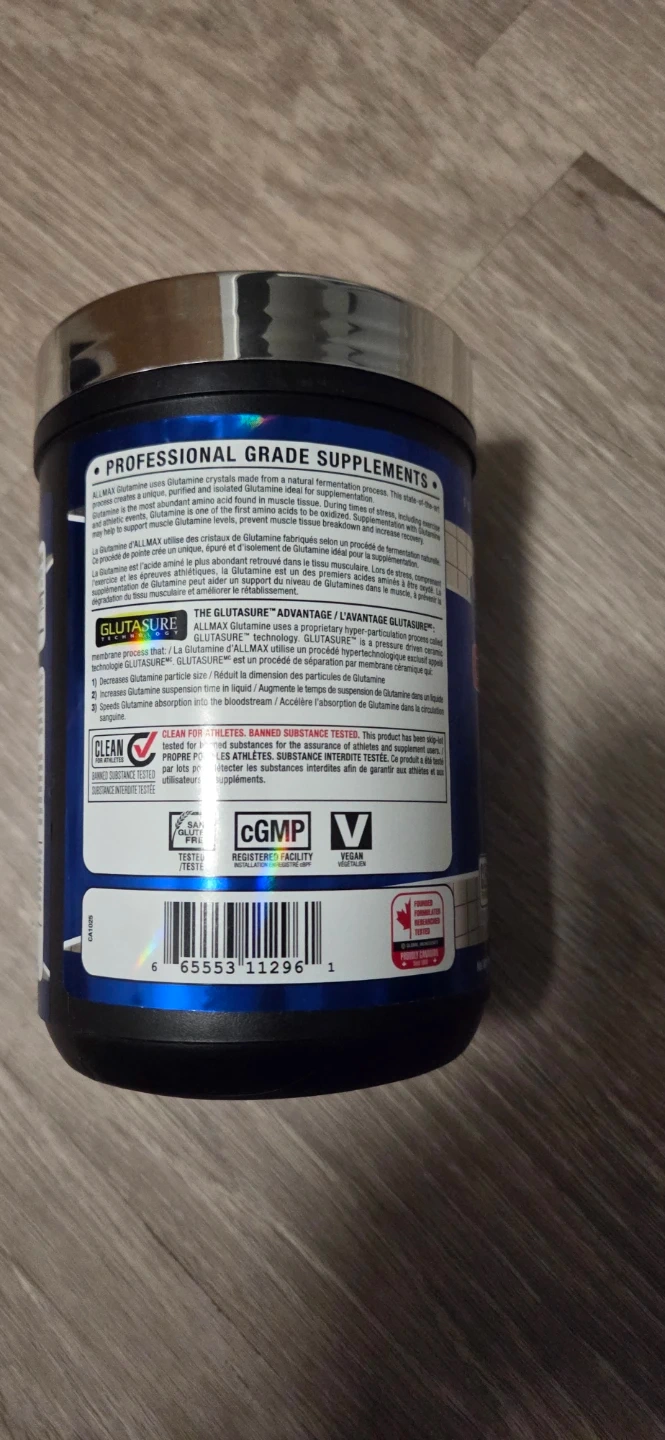 • PROFESSIONAL GRADE SUPPLEMENTS •
ALLMAX Glutamine uses Glutamine crystals made from a natural fermentation process. This state-of-the-art
process creates a unique, purified and isolated Glutamine ideal for supplementation.
Glutamine is the most abundant amino acid found in muscle tissue. During times of stress, including exercise
and athletic events, Glutamine is one of the first amino acids to be oxidized. Supplementation with Glutamine
may help to support muscle Glutamine levels, prevent muscle tissue breakdown and increase recovery.
La Glutamine d'ALLMAX utilise des cristaux de Glutamine fabriqués selon un procédé de fermentation naturelle.
Ce procédé de pointe crée un unique, épuré et d'isolement de Glutamine idéal pour la supplémentation.
La Glutamine est l'acide aminé le plus abondant retrouvé dans le tissu musculaire. Lors de stress, comprenant
l'exercice et les épreuves athlétiques, la Glutamine est un des premiers acides aminés à être oxydé. La
supplémentation de Glutamine peut aider un support du niveau de Glutamines dans le muscle, à prévenir la
dégradation du tissu musculaire et améliorer le rétablissement.
GLUTASURE
TECHNOLOGY
THE GLUTASURE™ ADVANTAGE / L'AVANTAGE GLUTASUREᴹᶜ:
ALLMAX Glutamine uses a proprietary hyper-particulation process called
GLUTASURE™ technology. GLUTASURE™ is a pressure driven ceramic
membrane process that: / La Glutamine d'ALLMAX utilise un procédé hypertechnologique exclusif appelé
technologie GLUTASUREᴹᶜ. GLUTASUREᴹᶜ est un procédé de séparation par membrane céramique qui:
1) Decreases Glutamine particle size / Réduit la dimension des particules de Glutamine
2) Increases Glutamine suspension time in liquid / Augmente le temps de suspension de Glutamine dans un liquide
3) Speeds Glutamine absorption into the bloodstream / Accélère l'absorption de Glutamine dans la circulation
sanguine.
CLEAN
FOR ATHLETES
BANNED SUBSTANCE TESTED
SUBSTANCE INTERDITE TESTÉE
CLEAN FOR ATHLETES. BANNED SUBSTANCE TESTED. This product has been skip-lot
tested for banned substances for the assurance of athletes and supplement users.
PROPRE POUR LES ATHLÈTES. SUBSTANCE INTERDITE TESTÉE. Ce produit a été testé
par lots pour détecter les substances interdites afin de garantir aux athlètes et aux
utilisateurs suppléments.
SANS
GLUTEN
FREE
TESTED
/TESTÉ
cGMP
REGISTERED FACILITY
INSTALLATION ENREGISTRÉ cBPF
V
VEGAN
VÉGÉTALIEN
CA1025
6 65553 11296 1
FOUNDED
FORMULATED
RESEARCHED
TESTED